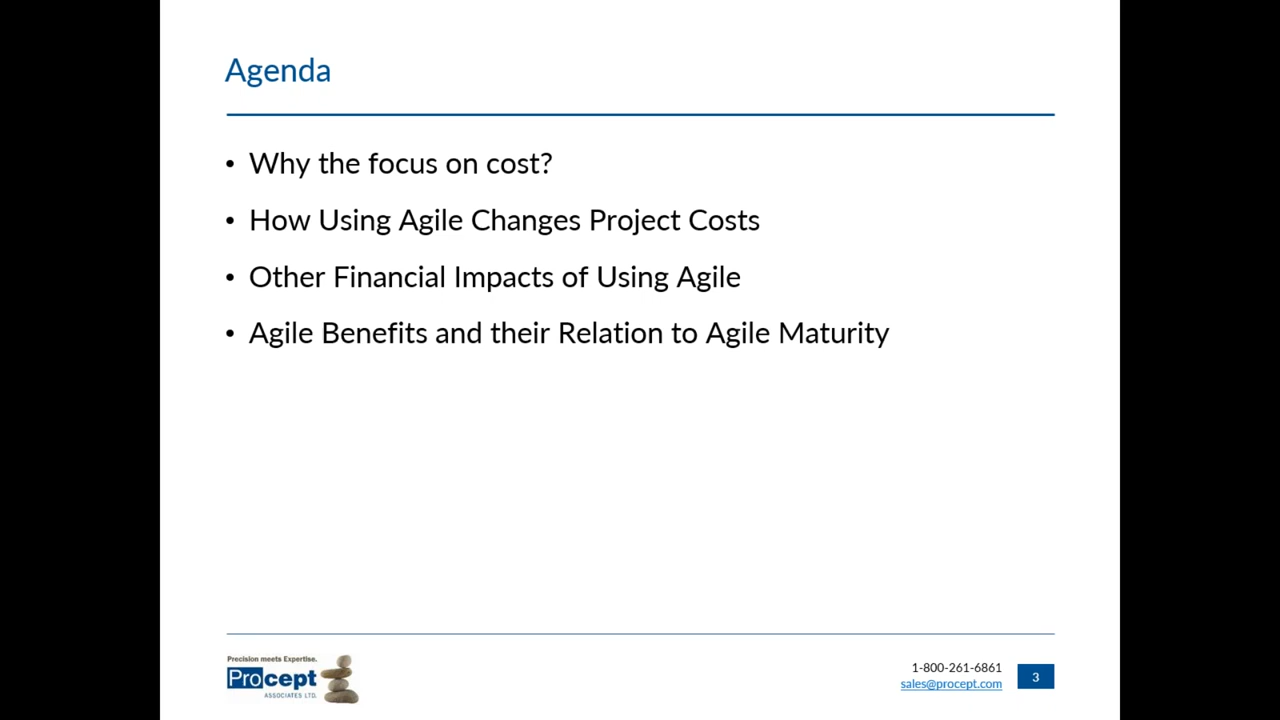 Agenda
• Why the focus on cost?
• How Using Agile Changes Project Costs
• Other Financial Impacts of Using Agile
• Agile Benefits and their Relation to Agile Maturity
Precision meets Expertise.
Procept
ASSOCIATES LTD.
1-800-261-6861
sales@procept.com
3